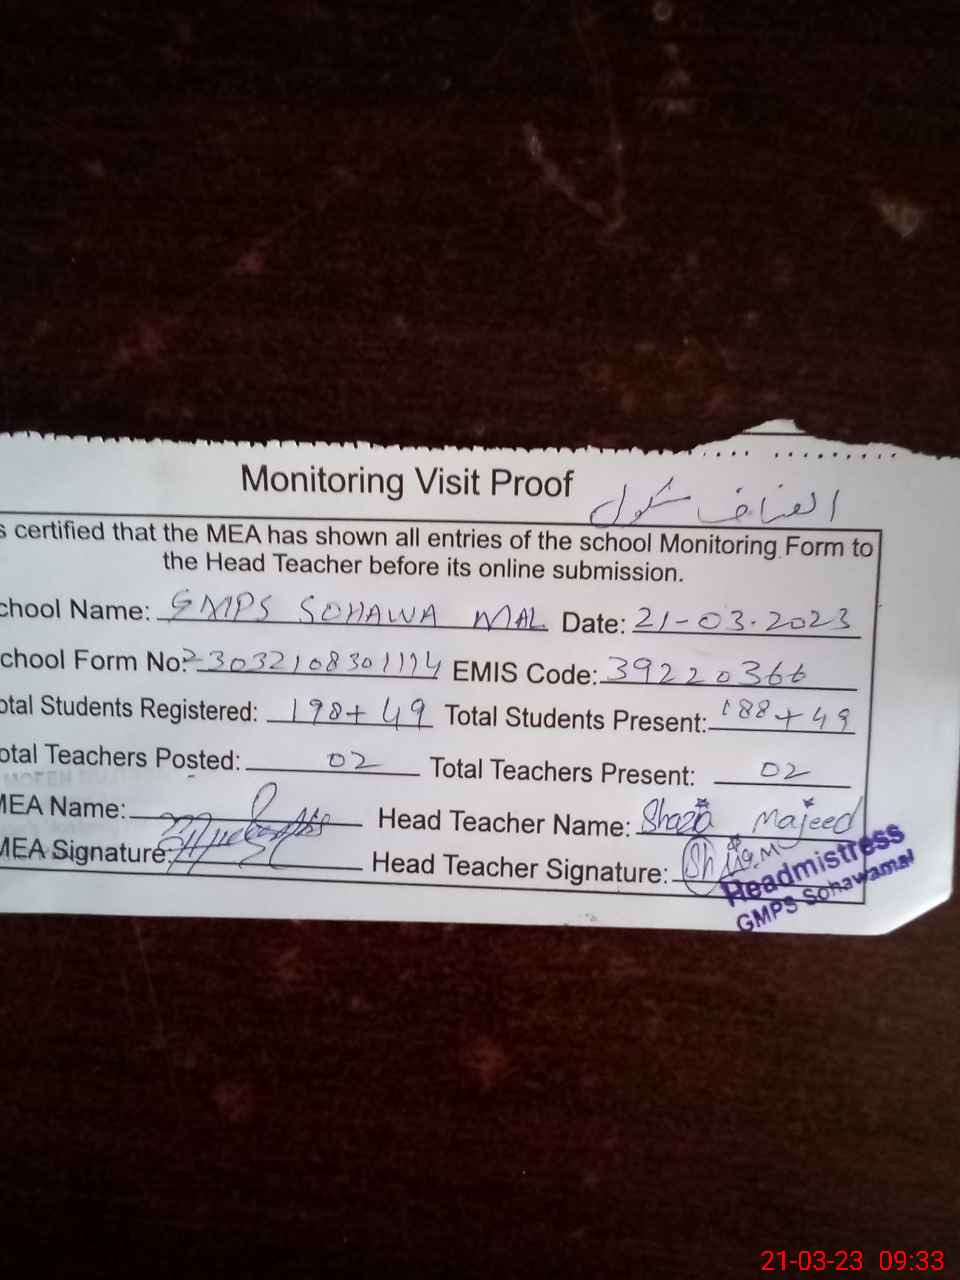 Monitoring Visit Proof
انصاف سکول
s certified that the MEA has shown all entries of the school Monitoring Form to
the Head Teacher before its online submission.
chool Name: GMPS SOHAWA MAL Date: 21-03-2023
chool Form No: 23032108301114 EMIS Code: 39220366
otal Students Registered: 198+49 Total Students Present: 188+49
otal Teachers Posted: 02 Total Teachers Present: 02
MEA Name: Head Teacher Name: Shazia Majeed
MEA Signature: Head Teacher Signature:
Headmistress
GMPS Sohawamal
21-03-23 09:33